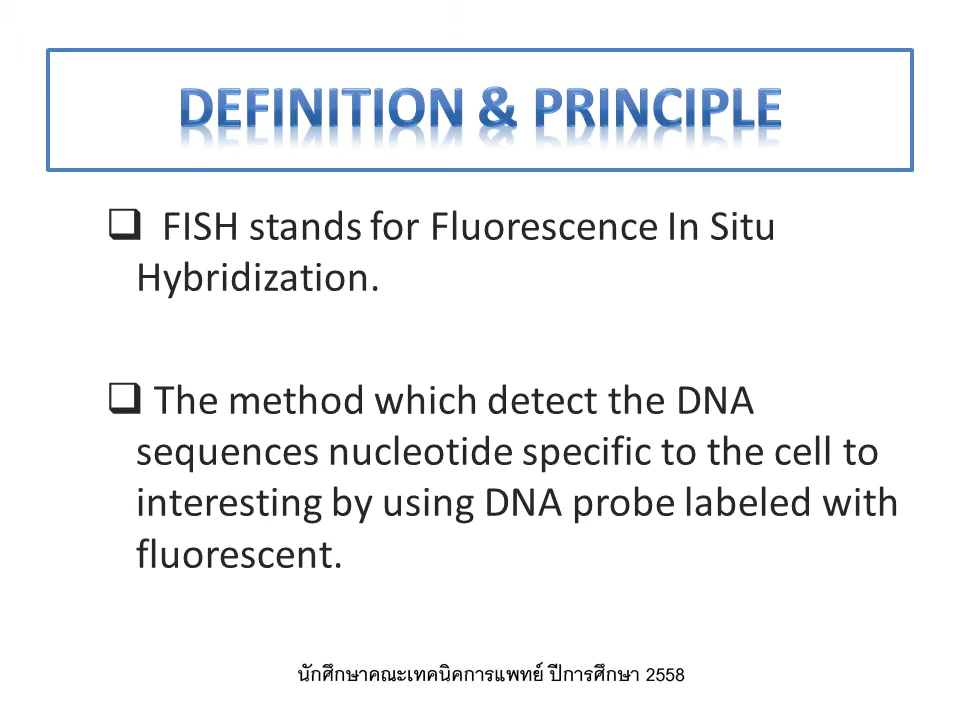 DEFINITION & PRINCIPLE
❑ FISH stands for Fluorescence In Situ
Hybridization.
❑ The method which detect the DNA
sequences nucleotide specific to the cell to
interesting by using DNA probe labeled with
fluorescent.
นักศึกษาคณะเทคนิคการแพทย์ ปีการศึกษา 2558